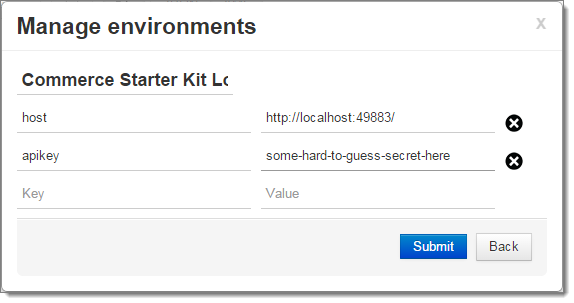 Manage environments
x
Commerce Starter Kit Lo
host http://localhost:49883/
apikey some-hard-to-guess-secret-here
Key Value
Submit Back